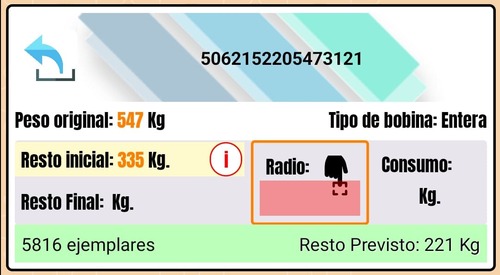 5062152205473121
Peso original: 547 Kg Tipo de bobina: Entera
Resto inicial: 335 Kg. i Radio: Consumo:
Resto Final: Kg. Kg.
5816 ejemplares Resto Previsto: 221 Kg